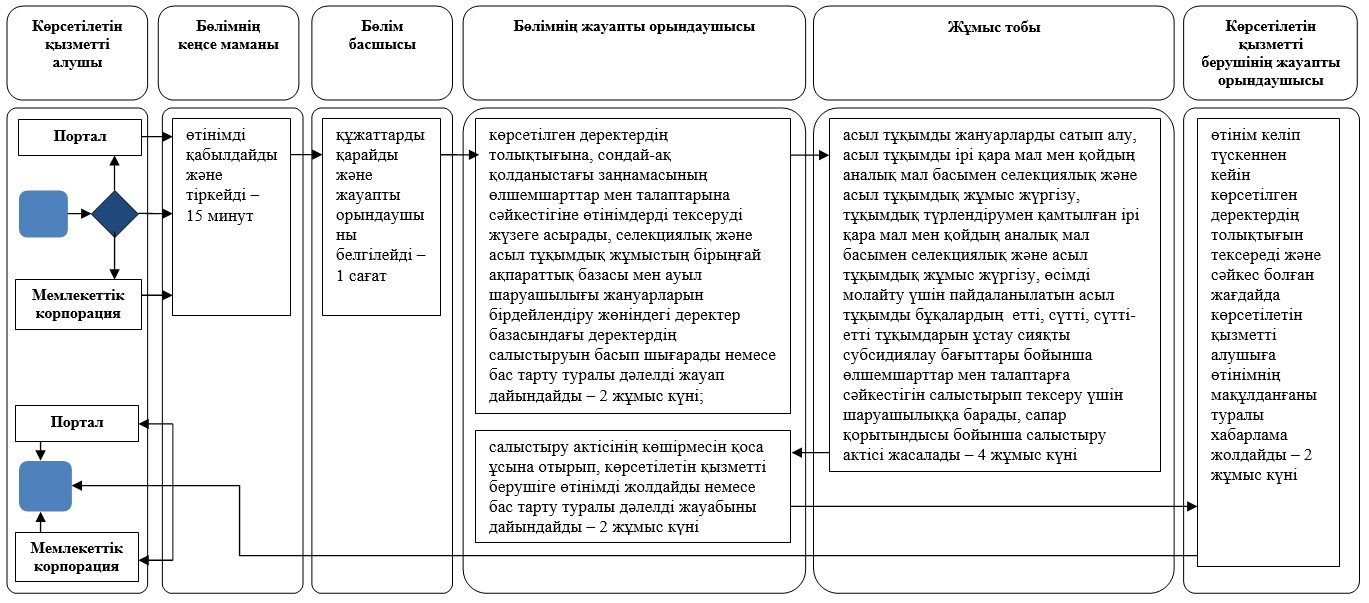 Көрсетілетін
қызметті
алушы
Бөлімнің
кеңсе маманы
Бөлім
басшысы
Бөлімнің жауапты орындаушысы
Жұмыс тобы
Көрсетілетін
қызметті
берушінің жауапты
орындаушысы
Портал
Мемлекеттік
корпорация
Портал
Мемлекеттік
корпорация
өтінімді
қабылдайды
және
тіркейді –
15 минут
құжаттарды
қарайды
және
жауапты
орындаушы
ны
белгілейді –
1 сағат
көрсетілген деректердің
толықтығына, сондай-ақ
қолданыстағы заңнамасының
өлшемшарттар мен талаптарына
сәйкестігіне өтінімдерді тексеруді
жүзеге асырады, селекциялық және
асыл тұқымдық жұмыстың бірыңғай
ақпараттық базасы мен ауыл
шаруашылығы жануарларын
бірдейлендіру жөніндегі деректер
базасындағы деректердің
салыстыруын басып шығарады немесе
бас тарту туралы дәлелді жауап
дайындайды – 2 жұмыс күні;
салыстыру актісінің көшірмесін қоса
ұсына отырып, көрсетілетін қызметті
берушіге өтінімді жолдайды немесе
бас тарту туралы дәлелді жауабыны
дайындайды – 2 жұмыс күні
асыл тұқымды жануарларды сатып алу,
асыл тұқымды ірі қара мал мен қойдың
аналық мал басымен селекциялық және
асыл тұқымдық жұмыс жүргізу,
тұқымдық түрлендірумен қамтылған ірі
қара мал мен қойдың аналық мал
басымен селекциялық және асыл
тұқымдық жұмыс жүргізу, өсімді
молайту үшін пайдаланылатын асыл
тұқымды бұқалардың етті, сүтті, сүтті-
етті тұқымдарын ұстау сияқты
субсидиялау бағыттары бойынша
өлшемшарттар мен талаптарға
сәйкестігін салыстырып тексеру үшін
шаруашылыққа барады, сапар
қорытындысы бойынша салыстыру
актісі жасалады – 4 жұмыс күні
өтінім келіп
түскеннен
кейін
көрсетілген
деректердің
толықтығын
тексереді және
сәйкес болған
жағдайда
көрсетілетін
қызметті
алушыға
өтінімнің
мақұлданғаны
туралы
хабарлама
жолдайды – 2
жұмыс күні